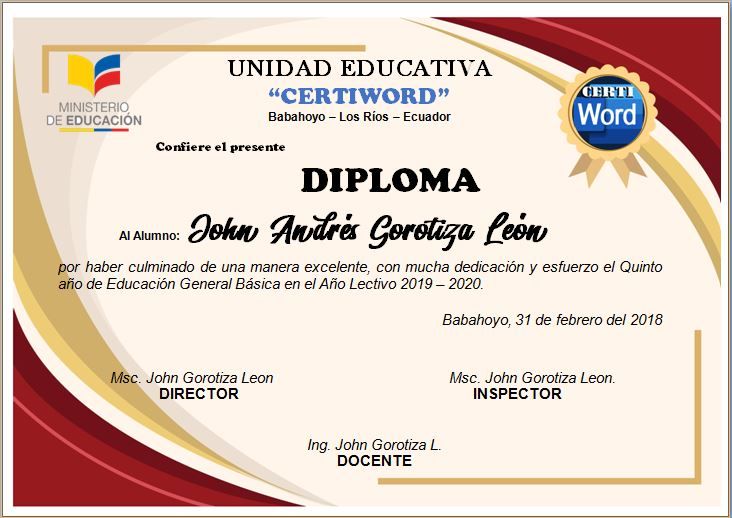 MINISTERIO
DE EDUCACIÓN
UNIDAD EDUCATIVA
“CERTIWORD”
Babahoyo – Los Ríos – Ecuador
CERTI
Word
Confiere el presente
DIPLOMA
Al Alumno: John Andrés Gorotiza León
por haber culminado de una manera excelente, con mucha dedicación y esfuerzo el Quinto
año de Educación General Básica en el Año Lectivo 2019 – 2020.
Babahoyo, 31 de febrero del 2018
Msc. John Gorotiza Leon
DIRECTOR
Msc. John Gorotiza Leon.
INSPECTOR
Ing. John Gorotiza L.
DOCENTE